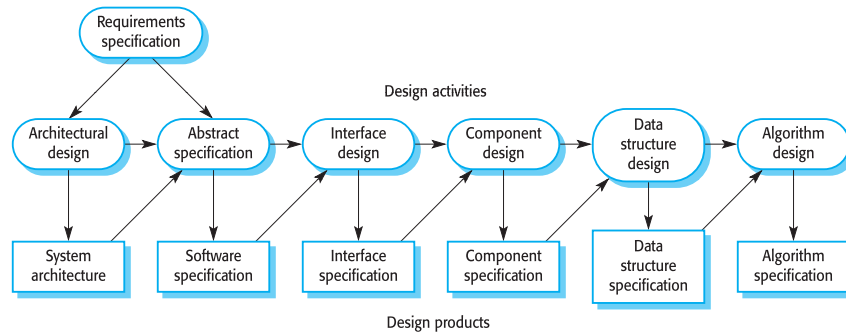 Requirements
specification
Design activities
Architectural
design
Abstract
specification
Interface
design
Component
design
Data
structure
design
Algorithm
design
System
architecture
Software
specification
Interface
specification
Component
specification
Data
structure
specification
Algorithm
specification
Design products